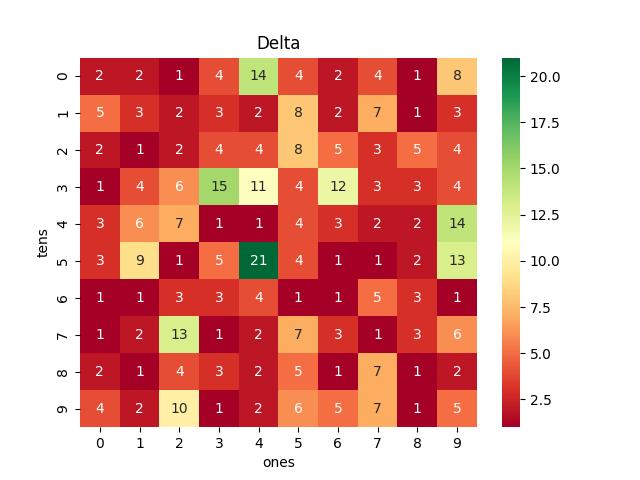 Delta
0 2 2 1 4 14 4 2 4 1 8
1 5 3 2 3 2 8 2 7 1 3
2 2 1 2 4 4 8 5 3 5 4
3 1 4 6 15 11 4 12 3 3 4
4 3 6 7 1 1 4 3 2 2 14
5 3 9 1 5 21 4 1 1 2 13
6 1 1 3 3 4 1 1 5 3 1
7 1 2 13 1 2 7 3 1 3 6
8 2 1 4 3 2 5 1 7 1 2
9 4 2 10 1 2 6 5 7 1 5
0 1 2 3 4 5 6 7 8 9
ones
tens
20.0
17.5
15.0
12.5
10.0
7.5
5.0
2.5